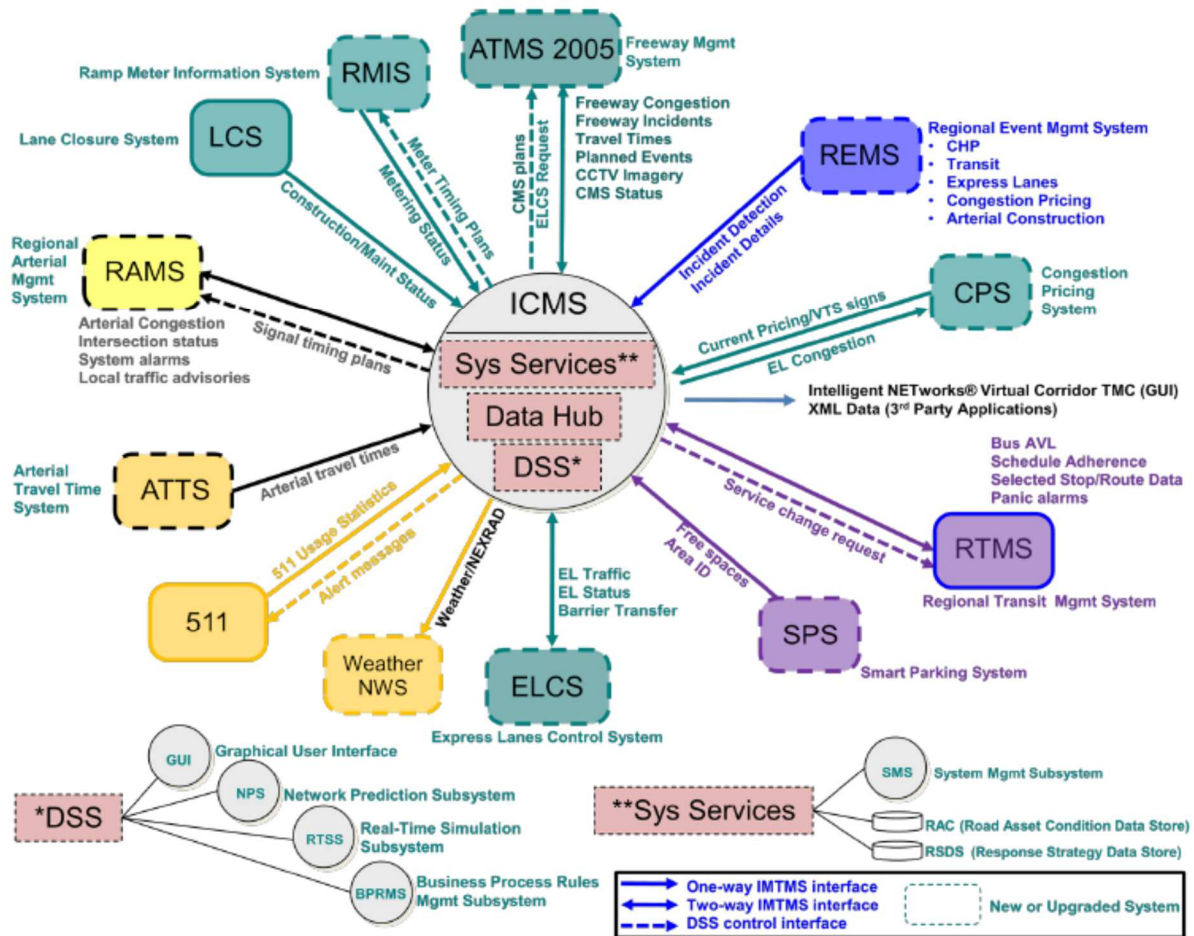 ATMS 2005
Freeway Mgmt
System
RMIS
Ramp Meter Information System
LCS
Lane Closure System
Freeway Congestion
Freeway Incidents
Travel Times
Planned Events
CCTV Imagery
CMS Status
CMS plans
ELCS Request
Meter Timing Plans
Metering Status
Construction/Maint Status
REMS
Regional Event Mgmt System
• CHP
• Transit
• Express Lanes
• Congestion Pricing
• Arterial Construction
Incident Detection
Incident Details
Regional
Arterial
Mgmt
System
RAMS
Arterial Congestion
Intersection status
System alarms
Local traffic advisories
Signal timing plans
ICMS
Sys Services**
Data Hub
DSS*
CPS
Congestion
Pricing
System
Current Pricing/VTS signs
EL Congestion
Intelligent NETworks® Virtual Corridor TMC (GUI)
XML Data (3rd Party Applications)
Arterial
Travel Time
System
ATTS
Arterial travel times
Bus AVL
Schedule Adherence
Selected Stop/Route Data
Panic alarms
Service change request
RTMS
Regional Transit Mgmt System
511 Usage Statistics
Alert messages
511
Weather/NEXRAD
Weather
NWS
EL Traffic
EL Status
Barrier Transfer
ELCS
Express Lanes Control System
Free spaces
Area ID
SPS
Smart Parking System
*DSS
GUI
Graphical User Interface
NPS
Network Prediction Subsystem
RTSS
Real-Time Simulation
Subsystem
BPRMS
Business Process Rules
Mgmt Subsystem
**Sys Services
SMS
System Mgmt Subsystem
RAC (Road Asset Condition Data Store)
RSDS (Response Strategy Data Store)
One-way IMTMS interface
Two-way IMTMS interface
DSS control interface
New or Upgraded System